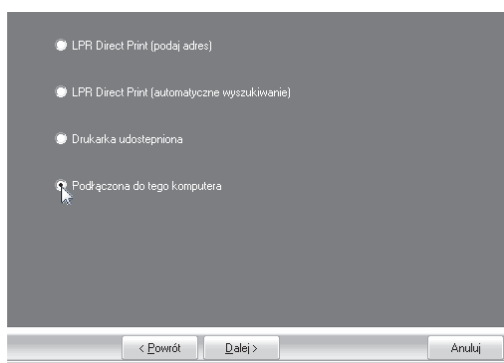 LPR Direct Print (podaj adres)
LPR Direct Print (automatyczne wyszukiwanie)
Drukarka udostepniona
Podłączona do tego komputera
< Powrót Dalej > Anuluj